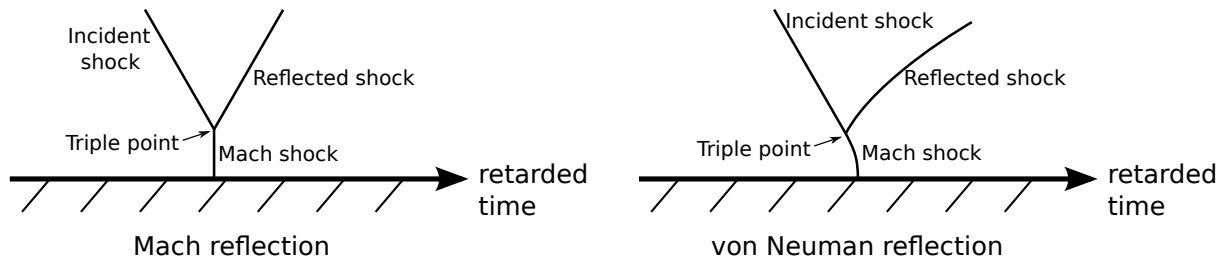 Incident
shock
Reflected shock
Triple point
Mach shock
retarded
time
Mach reflection
Incident shock
Reflected shock
Triple point
Mach shock
retarded
time
von Neuman reflection